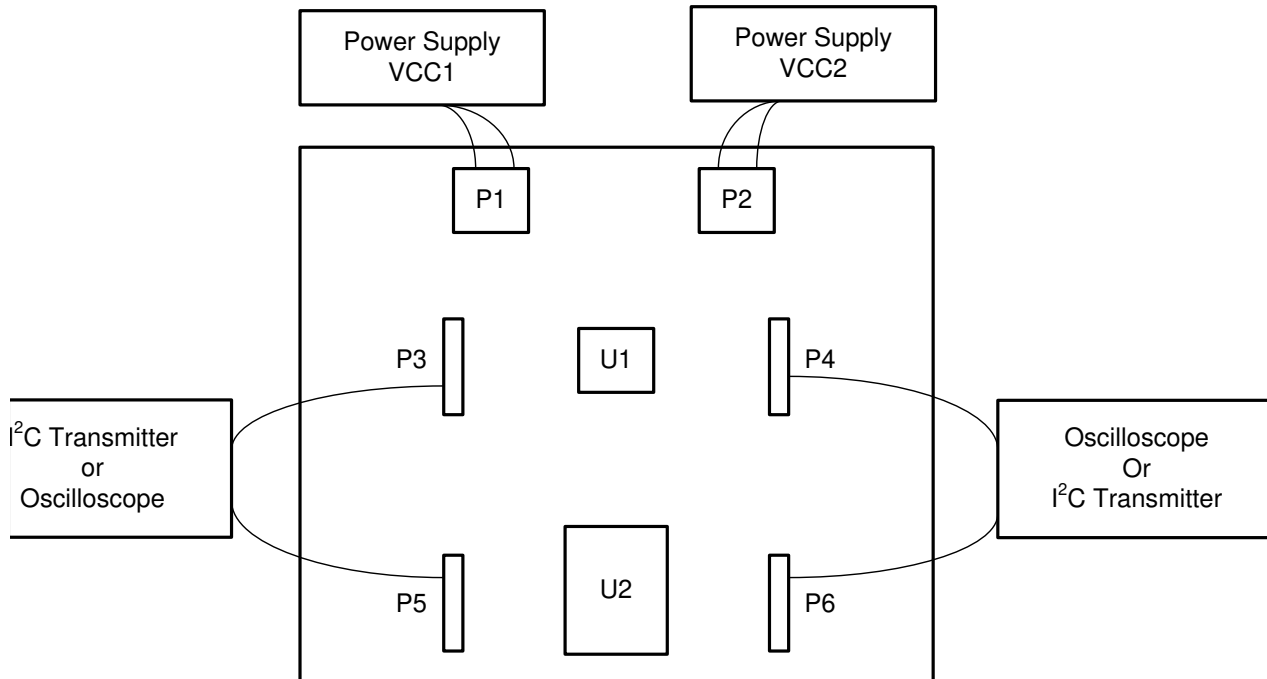 Power Supply
VCC1
Power Supply
VCC2
P1
P2
P3
U1
P4
I²C Transmitter
or
Oscilloscope
Oscilloscope
Or
I²C Transmitter
P5
U2
P6